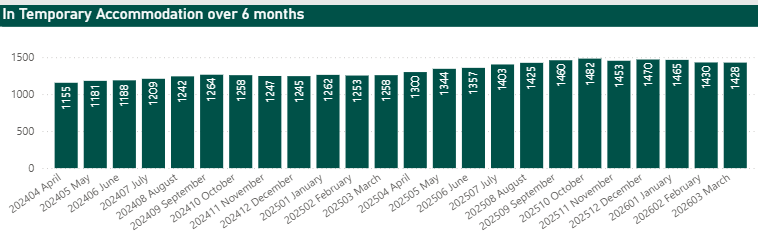 In Temporary Accommodation over 6 months
1500
1000
500
0
1155
1181
1188
1209
1242
1264
1258
1247
1245
1262
1253
1258
1300
1344
1357
1403
1425
1460
1482
1453
1470
1465
1430
1428
202404 April
202405 May
202406 June
202407 July
202408 August
202409 September
202410 October
202411 November
202412 December
202501 January
202502 February
202503 March
202504 April
202505 May
202506 June
202507 July
202508 August
202509 September
202510 October
202511 November
202512 December
202601 January
202602 February
202603 March